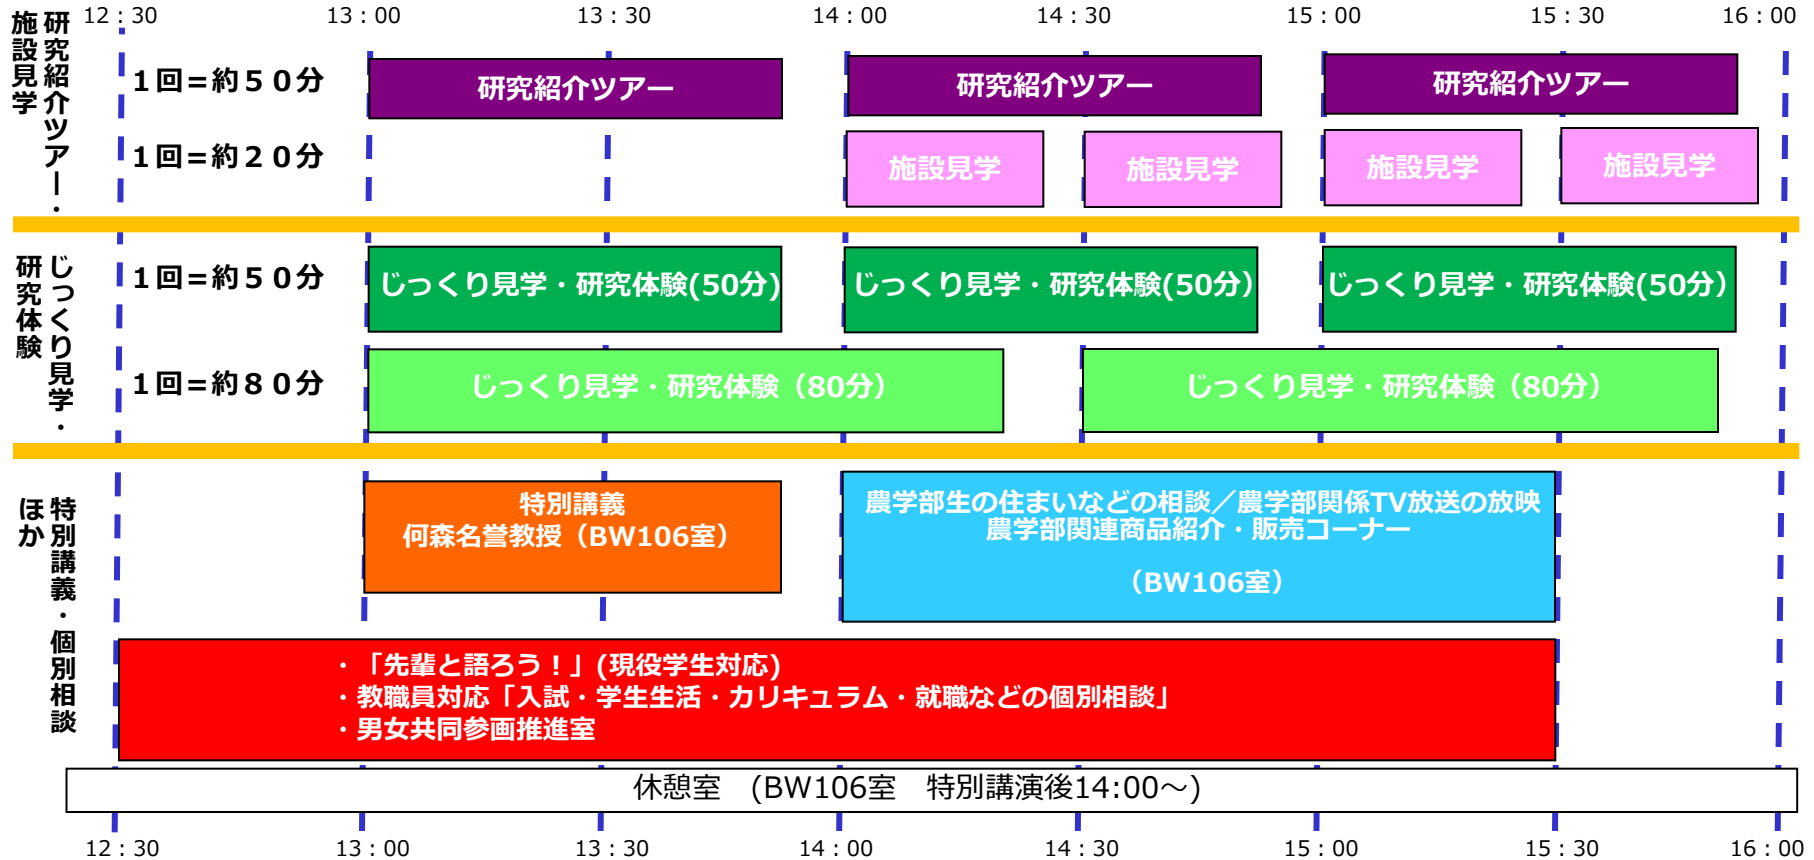 12：30 13：00 13：30 14：00 14：30 15：00 15：30 16：00
研究紹介ツアー・
施設見学
1回=約５０分
研究紹介ツアー
研究紹介ツアー
研究紹介ツアー
1回=約２０分
施設見学
施設見学
施設見学
施設見学
じっくり見学・
研究体験
1回=約５０分
じっくり見学・研究体験(50分)
じっくり見学・研究体験(50分）
じっくり見学・研究体験(50分）
1回=約８０分
じっくり見学・研究体験（80分）
じっくり見学・研究体験（80分）
特別講義・個別相談
ほか
特別講義
何森名誉教授（BW106室）
農学部生の住まいなどの相談／農学部関係TV放送の放映
農学部関連商品紹介・販売コーナー
（BW106室）
・「先輩と語ろう！」(現役学生対応)
・教職員対応「入試・学生生活・カリキュラム・就職などの個別相談」
・男女共同参画推進室
休憩室　(BW106室　特別講演後14:00～)
12：30 13：00 13：30 14：00 14：30 15：00 15：30 16：00